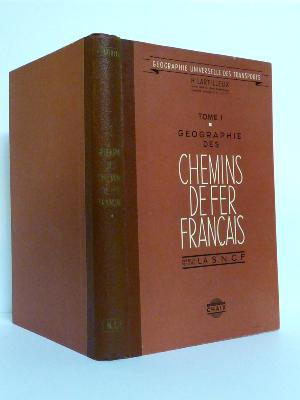 GEOGRAPHIE UNIVERSELLE DES TRANSPORTS
H. LARTILLEUX
TOME I
GEOGRAPHIE
DES
CHEMINS
DE FER
FRANÇAIS
LA S.N.C.F
CHAIX